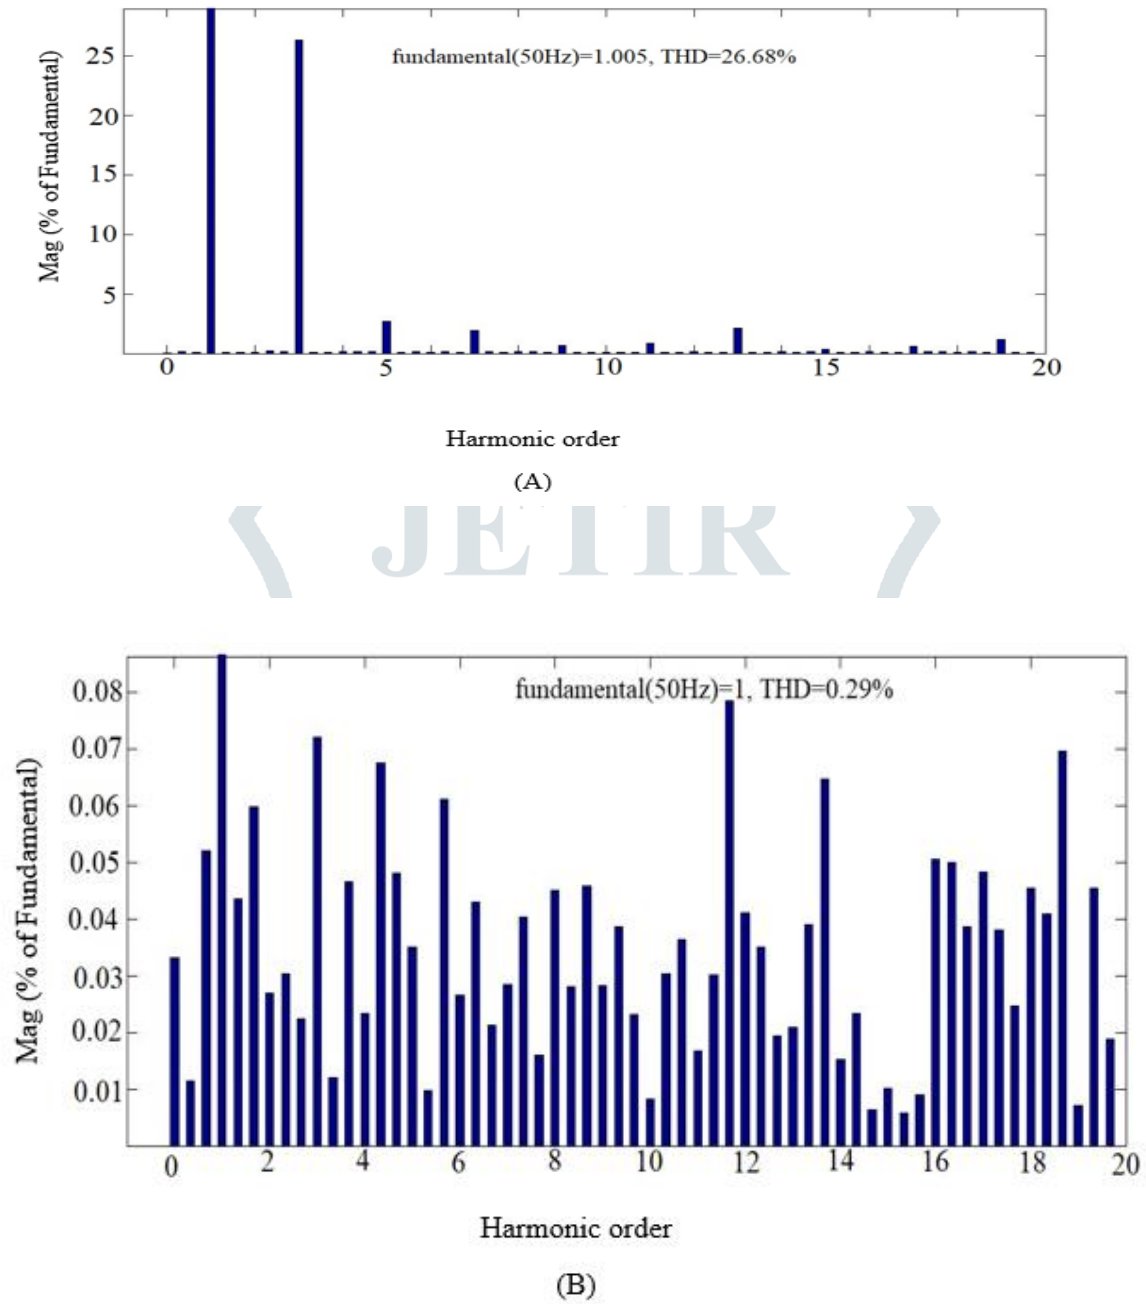 25
20
15
10
5
Mag (% of Fundamental)
fundamental(50Hz)=1.005, THD=26.68%
0 5 10 15 20
Harmonic order
(A)
JETIR
0.08
0.07
0.06
0.05
0.04
0.03
0.02
0.01
Mag (% of Fundamental)
fundamental(50Hz)=1, THD=0.29%
0 2 4 6 8 10 12 14 16 18 20
Harmonic order
(B)